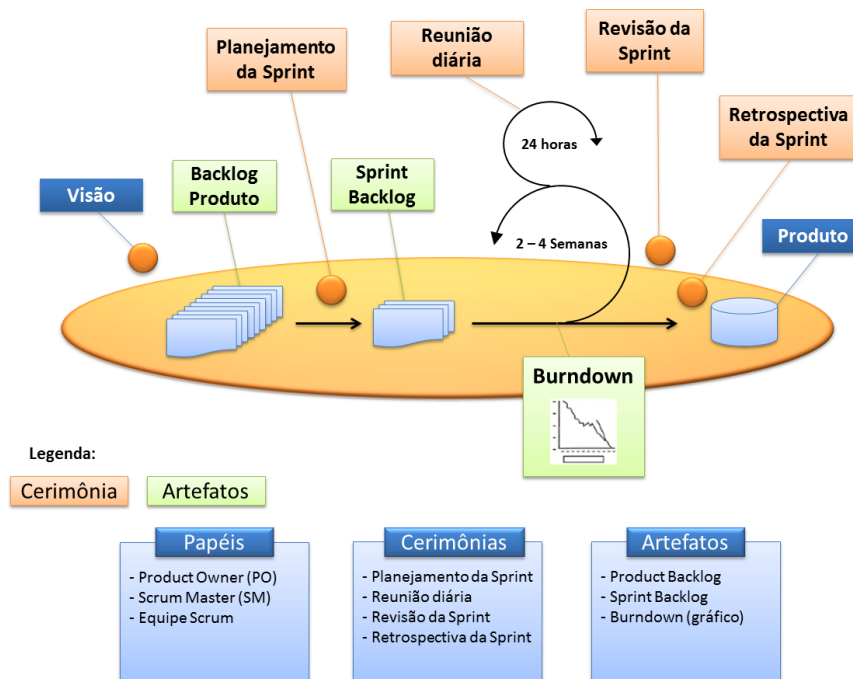 Planejamento
da Sprint
Reunião
diária
Revisão da
Sprint
Retrospectiva
da Sprint
24 horas
Visão
Backlog
Produto
Sprint
Backlog
2 – 4 Semanas
Produto
Burndown
Legenda:
Cerimônia
Artefatos
Papéis
- Product Owner (PO)
- Scrum Master (SM)
- Equipe Scrum
Cerimônias
- Planejamento da Sprint
- Reunião diária
- Revisão da Sprint
- Retrospectiva da Sprint
Artefatos
- Product Backlog
- Sprint Backlog
- Burndown (gráfico)